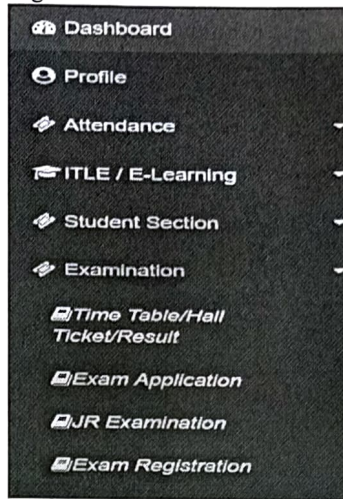 Dashboard
Profile
Attendance
ITLE / E-Learning
Student Section
Examination
Time Table/Hall
Ticket/Result
Exam Application
JR Examination
Exam Registration